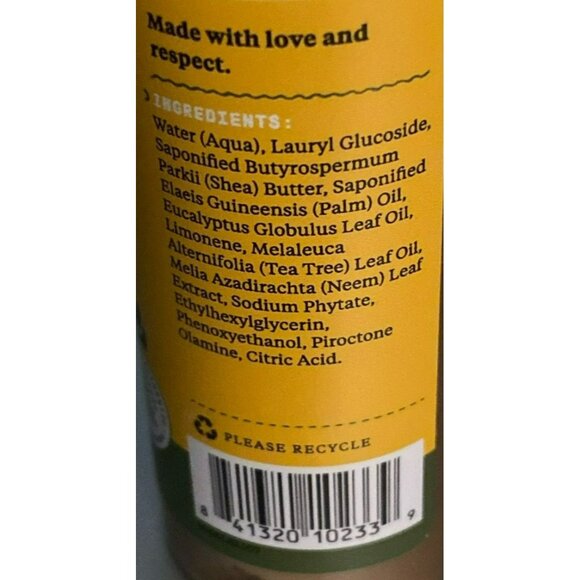 Made with love and
respect.
INGREDIENTS:
Water (Aqua), Lauryl Glucoside,
Saponified Butyrospermum
Parkii (Shea) Butter, Saponified
Elaeis Guineensis (Palm) Oil,
Eucalyptus Globulus Leaf Oil,
Limonene, Melaleuca
Alternifolia (Tea Tree) Leaf Oil,
Melia Azadirachta (Neem) Leaf
Extract, Sodium Phytate,
Ethylhexylglycerin,
Phenoxyethanol, Piroctone
Olamine, Citric Acid.
PLEASE RECYCLE
8 41320 10233 9